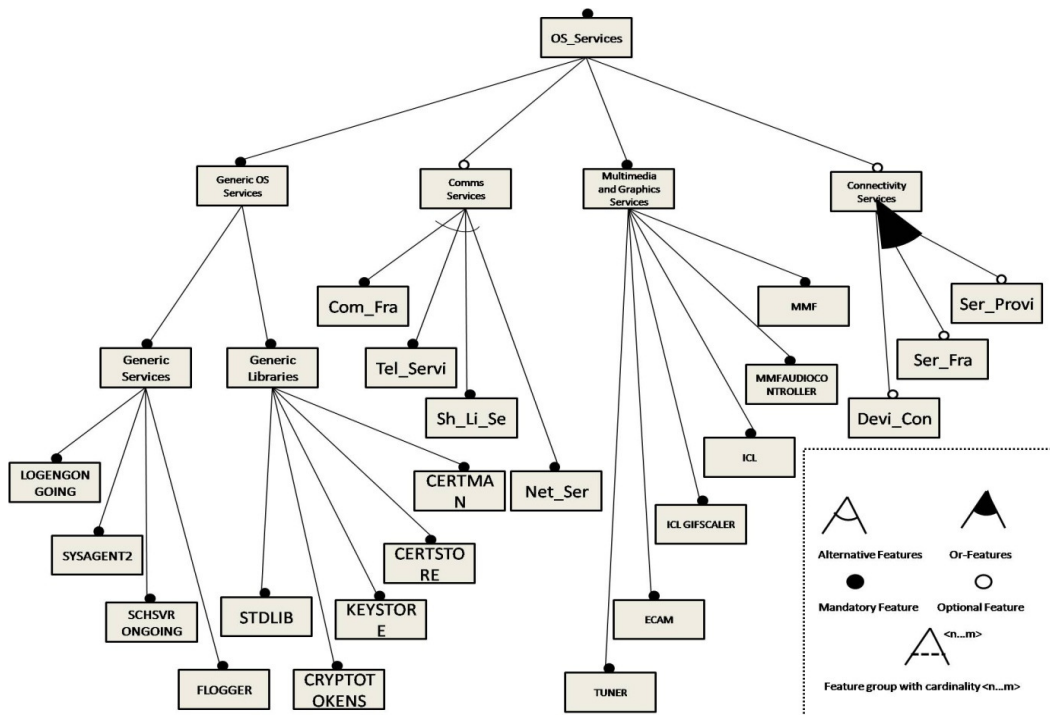 OS_Services
Generic OS
Services
Comms
Services
Multimedia
and Graphics
Services
Connectivity
Services
Com_Fra
MMF
Ser_Provi
Generic
Services
Generic
Libraries
Tel_Servi
Ser_Fra
MMFAUDIOCO
NTROLLER
Sh_Li_Se
Devi_Con
LOGENGON
GOING
CERTMA
N
Net_Ser
ICL
SYSAGENT2
CERTSTO
RE
ICL GIFSCALER
SCHSVR
ONGOING
STDLIB
KEYSTOR
E
ECAM
FLOGGER
CRYPTOT
OKENS
TUNER
Alternative Features
Or-Features
Mandatory Feature
Optional Feature
<n...m>
Feature group with cardinality <n...m>